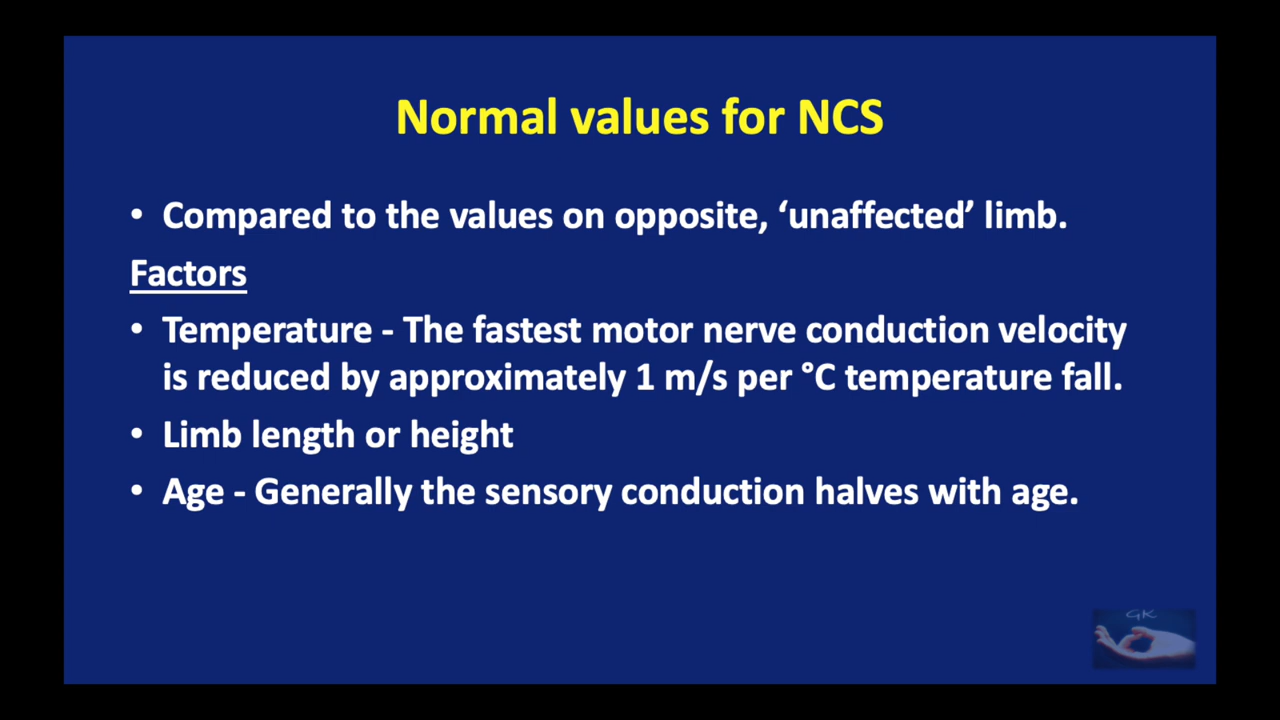 Normal values for NCS
• Compared to the values on opposite, ‘unaffected’ limb.
Factors
• Temperature - The fastest motor nerve conduction velocity
is reduced by approximately 1 m/s per °C temperature fall.
• Limb length or height
• Age - Generally the sensory conduction halves with age.
GK